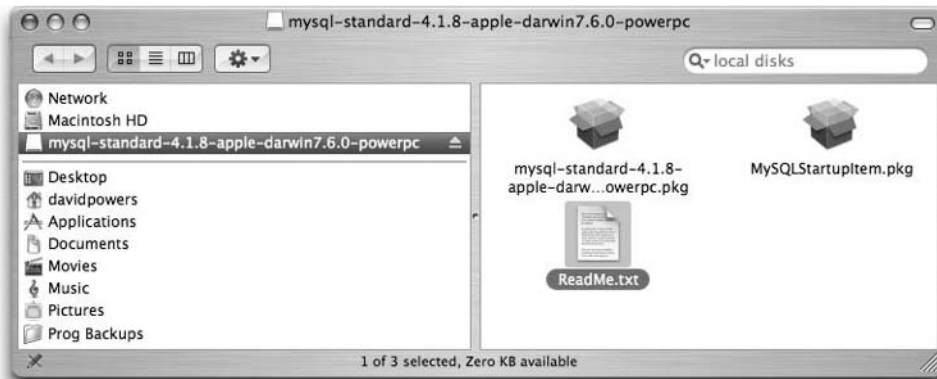 mysql-standard-4.1.8-apple-darwin7.6.0-powerpc
local disks
Network
Macintosh HD
mysql-standard-4.1.8-apple-darwin7.6.0-powerpc
Desktop
davidpowers
Applications
Documents
Movies
Music
Pictures
Prog Backups
mysql-standard-4.1.8-
apple-darw...owerpc.pkg
MySQLStartupItem.pkg
ReadMe.txt
1 of 3 selected, Zero KB available